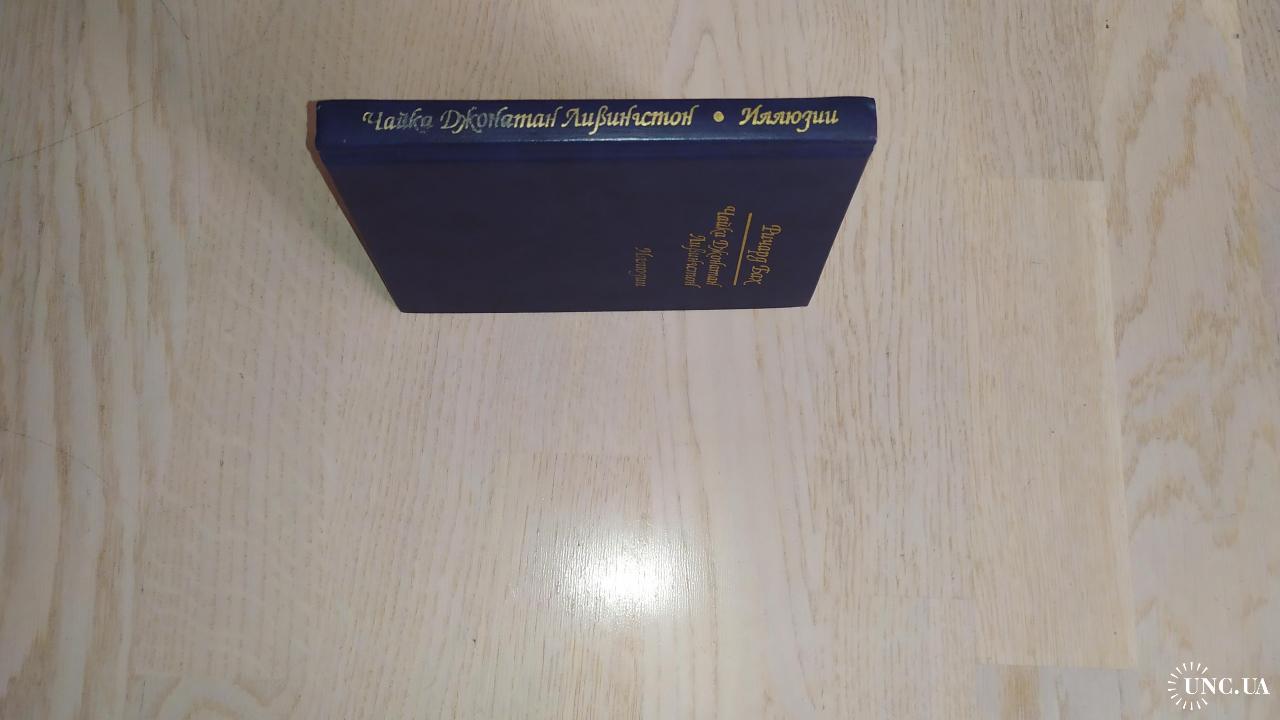 Чайка Джонатан Ливингстон • Иллюзии
Ричард Бах
Чайка Джонатан
Ливингстон
Иллюзии
UNC.UA